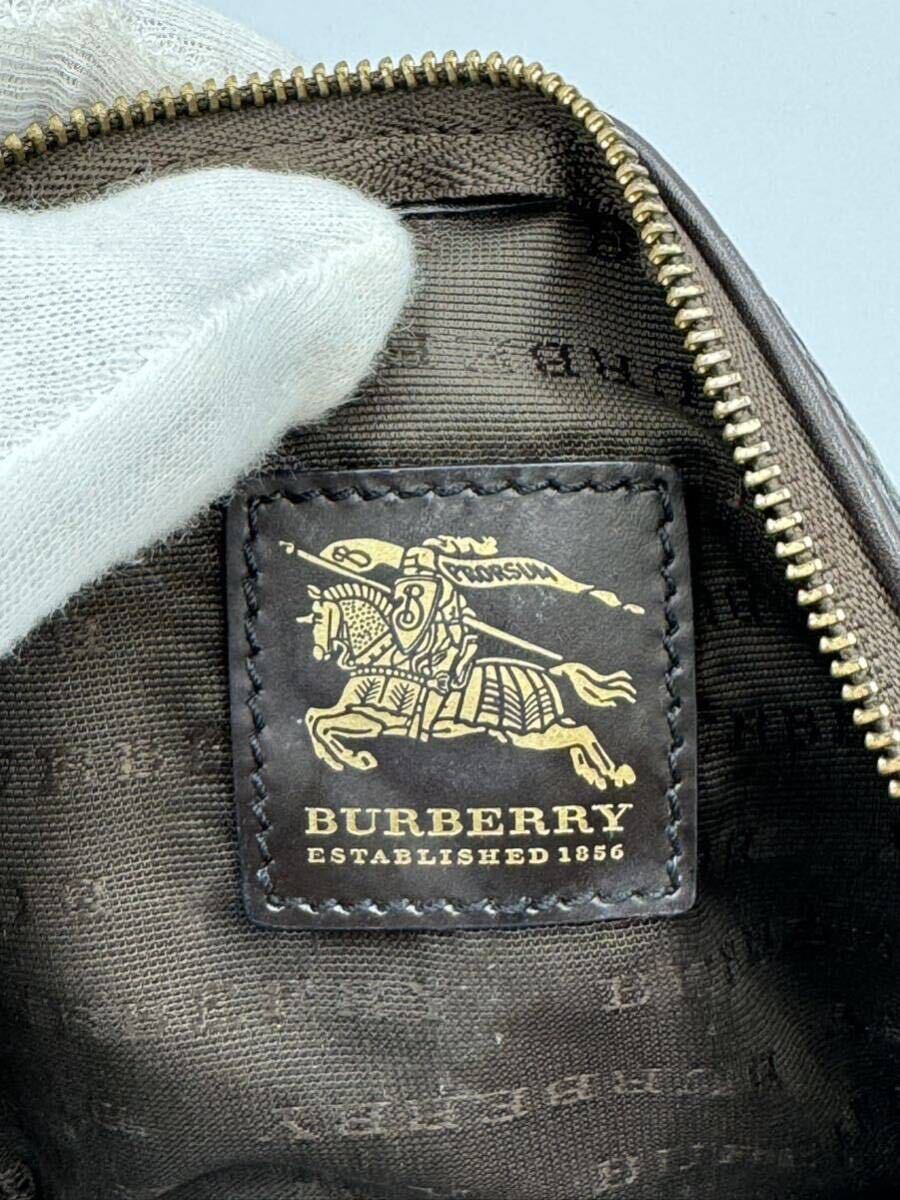 PRORSUM
B
BURBERRY
ESTABLISHED 1856